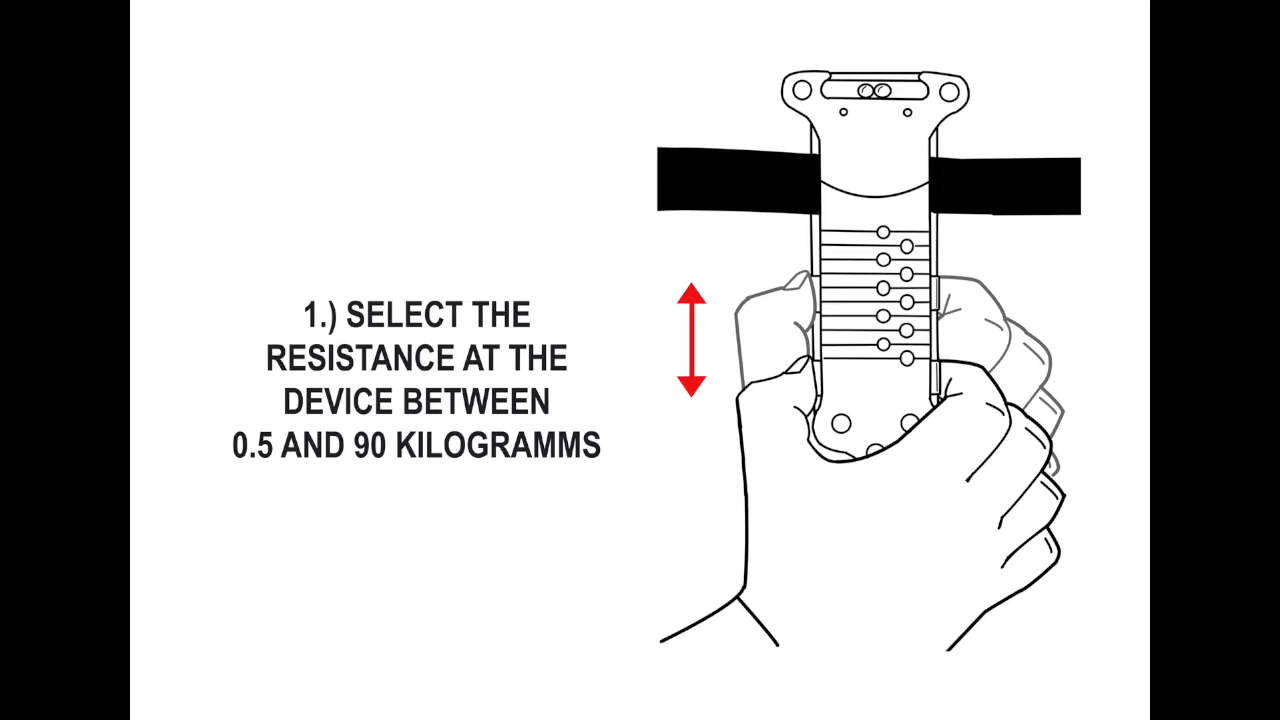 1.) SELECT THE
RESISTANCE AT THE
DEVICE BETWEEN
0.5 AND 90 KILOGRAMMS